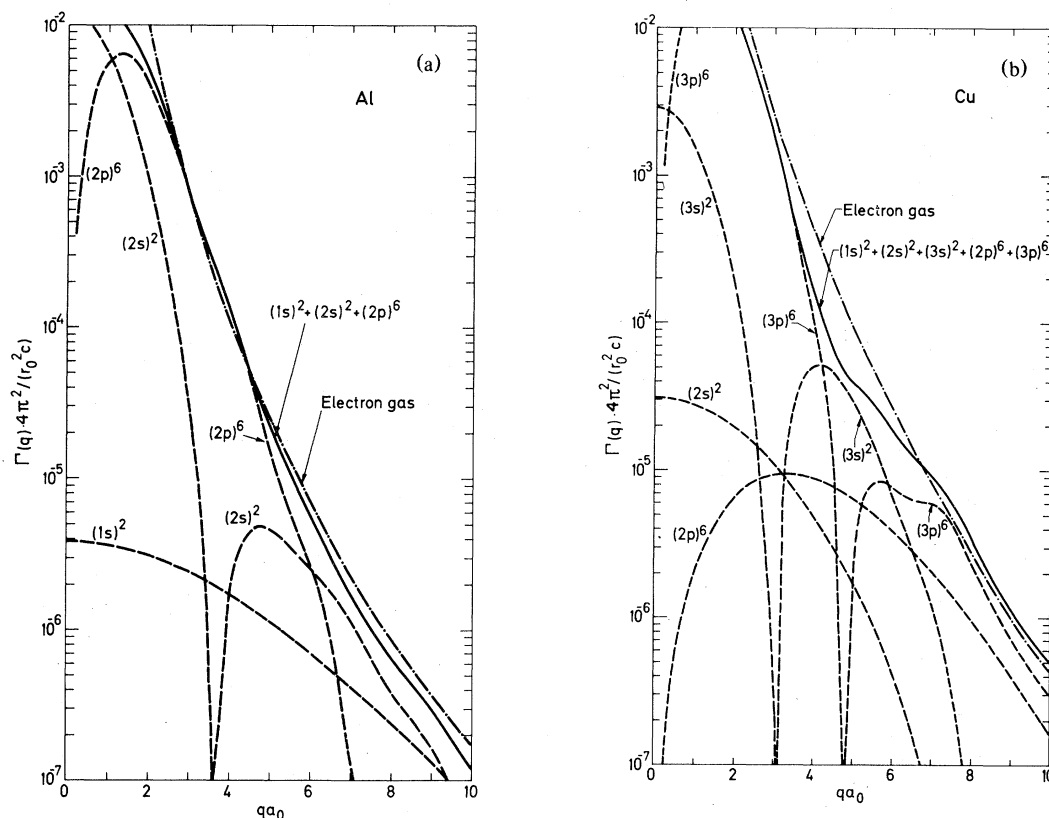 (a)
Al
10⁻²
10⁻³
10⁻⁴
10⁻⁵
10⁻⁶
10⁻⁷
Γ(q)·4π²/(r₀²c)
(2p)⁶
(2s)²
(1s)²+(2s)²+(2p)⁶
Electron gas
(2p)⁶
(2s)²
(1s)²
0 2 4 6 8 10
qa₀
(b)
Cu
10⁻²
10⁻³
10⁻⁴
10⁻⁵
10⁻⁶
10⁻⁷
Γ(q)·4π²/(r₀²c)
(3p)⁶
(3s)²
Electron gas
(1s)²+(2s)²+(3s)²+(2p)⁶+(3p)⁶
(3p)⁶
(2s)²
(3s)²
(2p)⁶
(3p)⁶
0 2 4 6 8 10
qa₀